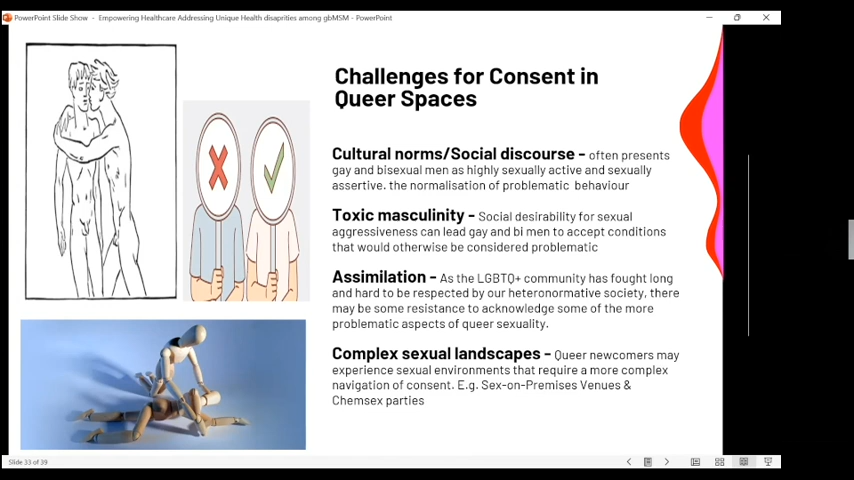 PowerPoint Slide Show - Empowering Healthcare Addressing Unique Health disaprities among gbMSM - PowerPoint
Challenges for Consent in
Queer Spaces
Cultural norms/Social discourse - often presents
gay and bisexual men as highly sexually active and sexually
assertive. the normalisation of problematic behaviour
Toxic masculinity - Social desirability for sexual
aggressiveness can lead gay and bi men to accept conditions
that would otherwise be considered problematic
Assimilation - As the LGBTQ+ community has fought long
and hard to be respected by our heteronormative society, there
may be some resistance to acknowledge some of the more
problematic aspects of queer sexuality.
Complex sexual landscapes - Queer newcomers may
experience sexual environments that require a more complex
navigation of consent. E.g. Sex-on-Premises Venues &
Chemsex parties
Slide 33 of 39